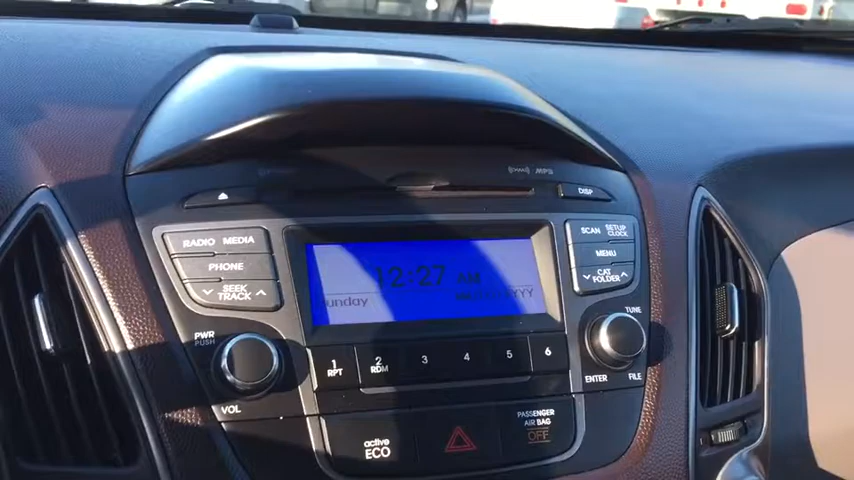 MP3
DISP
RADIO MEDIA
PHONE
SEEK
TRACK
SCAN SETUP
CLOCK
MENU
CAT
FOLDER
12:27 AM
unday
PWR
PUSH
VOL
1
RPT
2
RDM
3
4
5
6
TUNE
ENTER
FILE
active
ECO
PASSENGER
AIR BAG
OFF